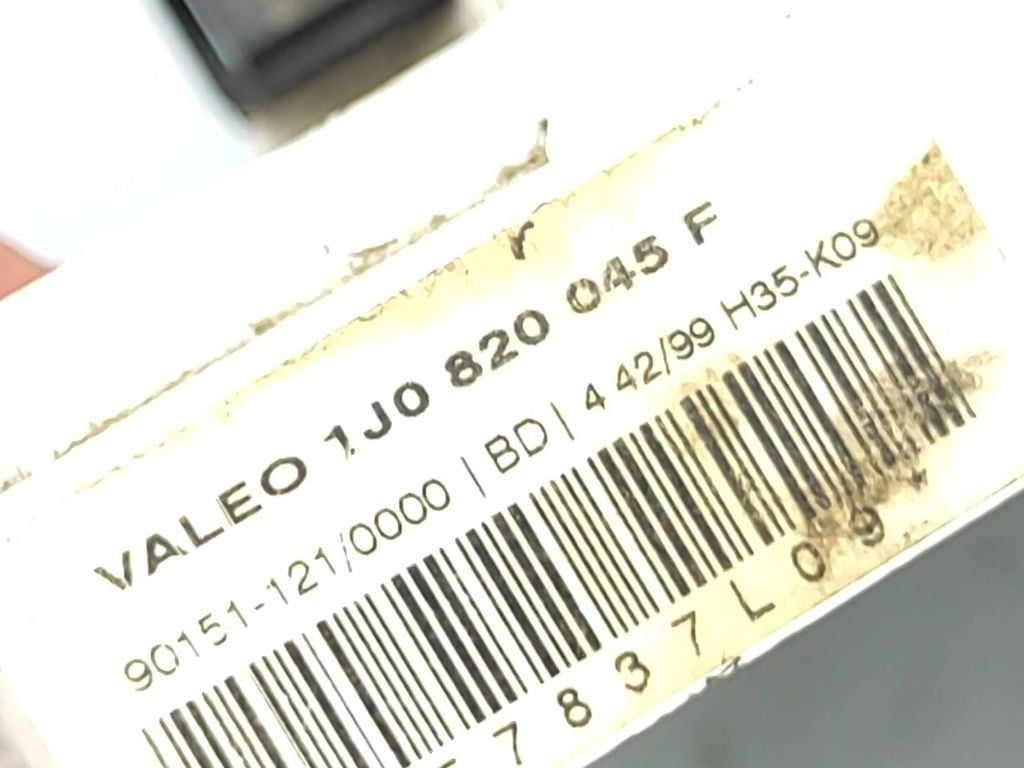 VALEO 1J0 820 045 F
90151-121/0000 | BD | 4 42/99 H35-K09
7837L09*